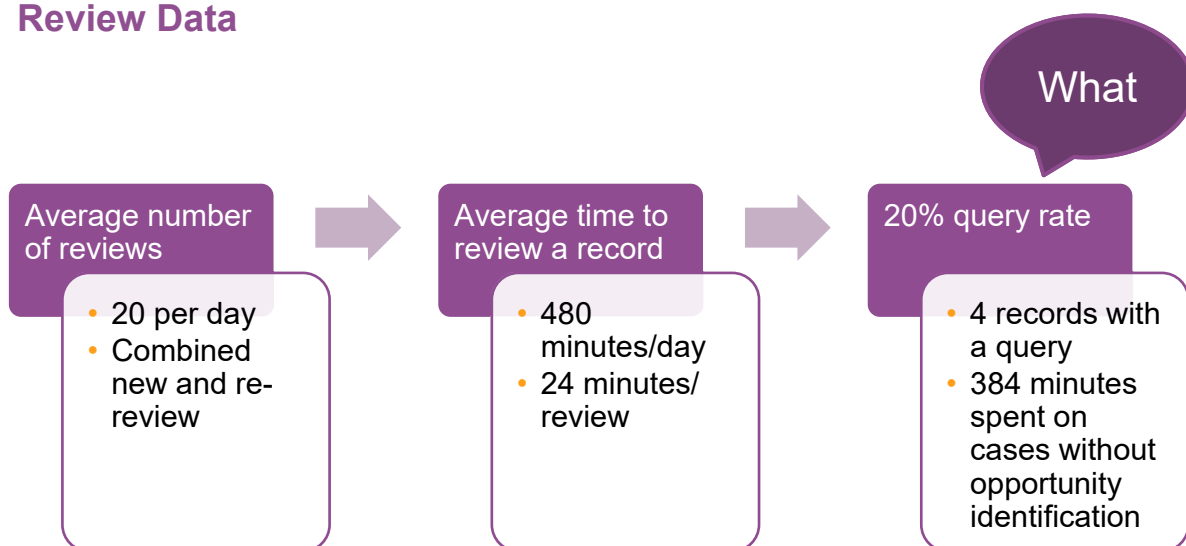 Review Data
What
Average number
of reviews
• 20 per day
• Combined
new and re-
review
Average time to
review a record
• 480
minutes/day
• 24 minutes/
review
20% query rate
• 4 records with
a query
• 384 minutes
spent on
cases without
opportunity
identification